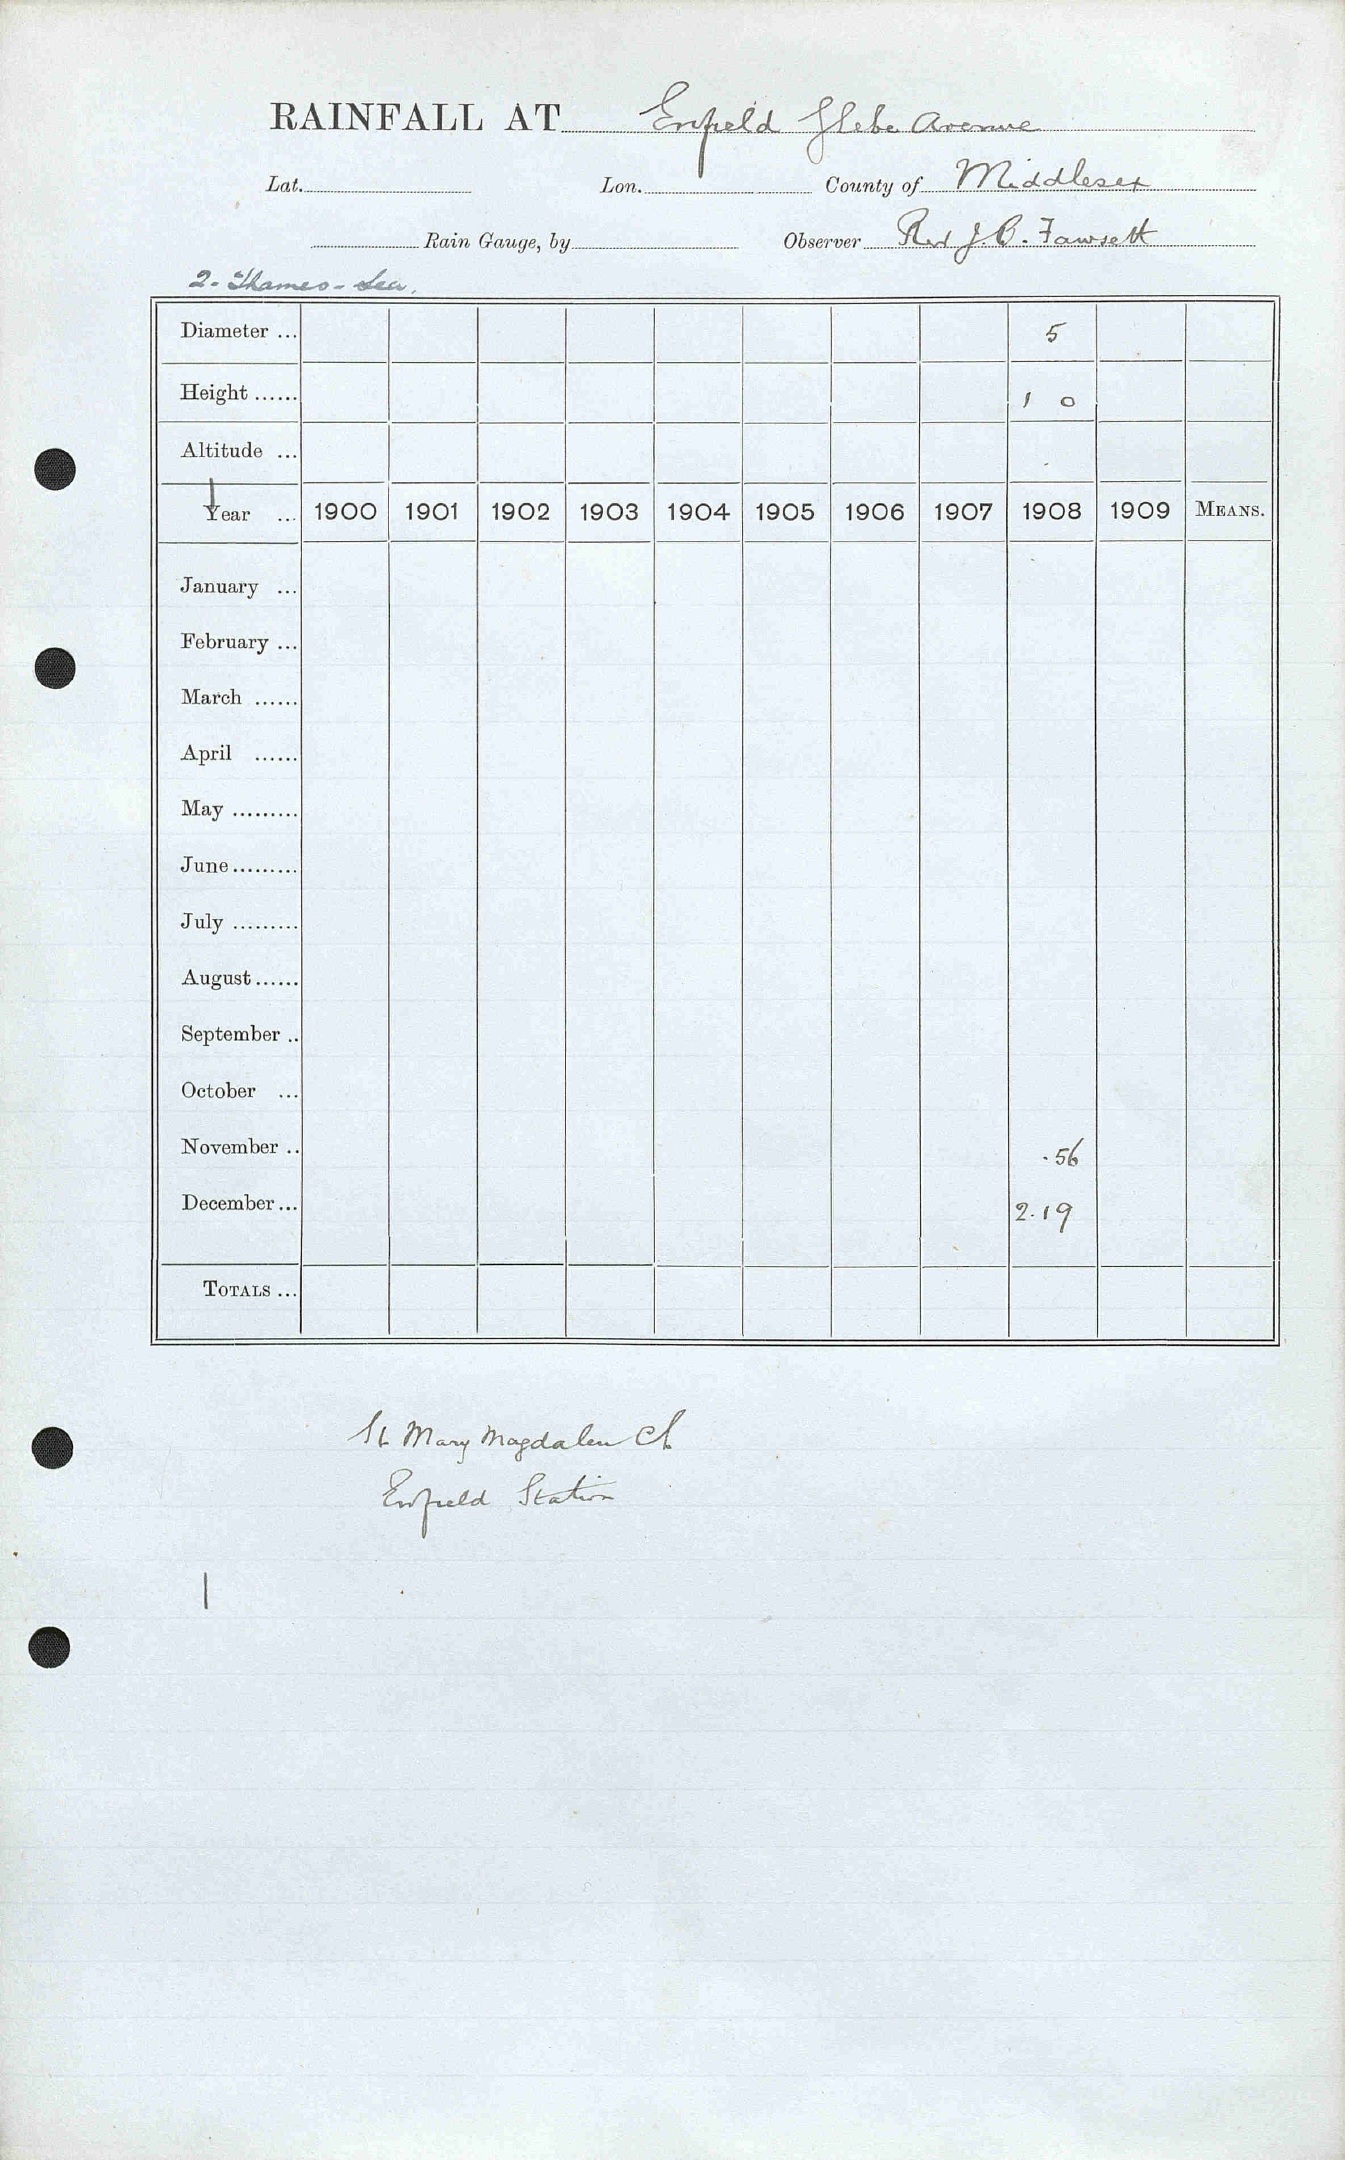 RAINFALL AT Enfield Glebe Avenue
Lat. Lon. County of Middlesex
Rain Gauge, by Observer Rev J. B. Fawsett
2 - Thames - Lea.
Diameter ... 5
Height ...... 1 0
Altitude ...
Year ... 1900 1901 1902 1903 1904 1905 1906 1907 1908 1909 MEANS.
January ...
February ...
March ......
April ......
May .........
June .........
July .........
August ......
September ..
October ...
November .. .56
December ... 2.19
TOTALS ...
St Mary Magdalen Ch
Enfield Station